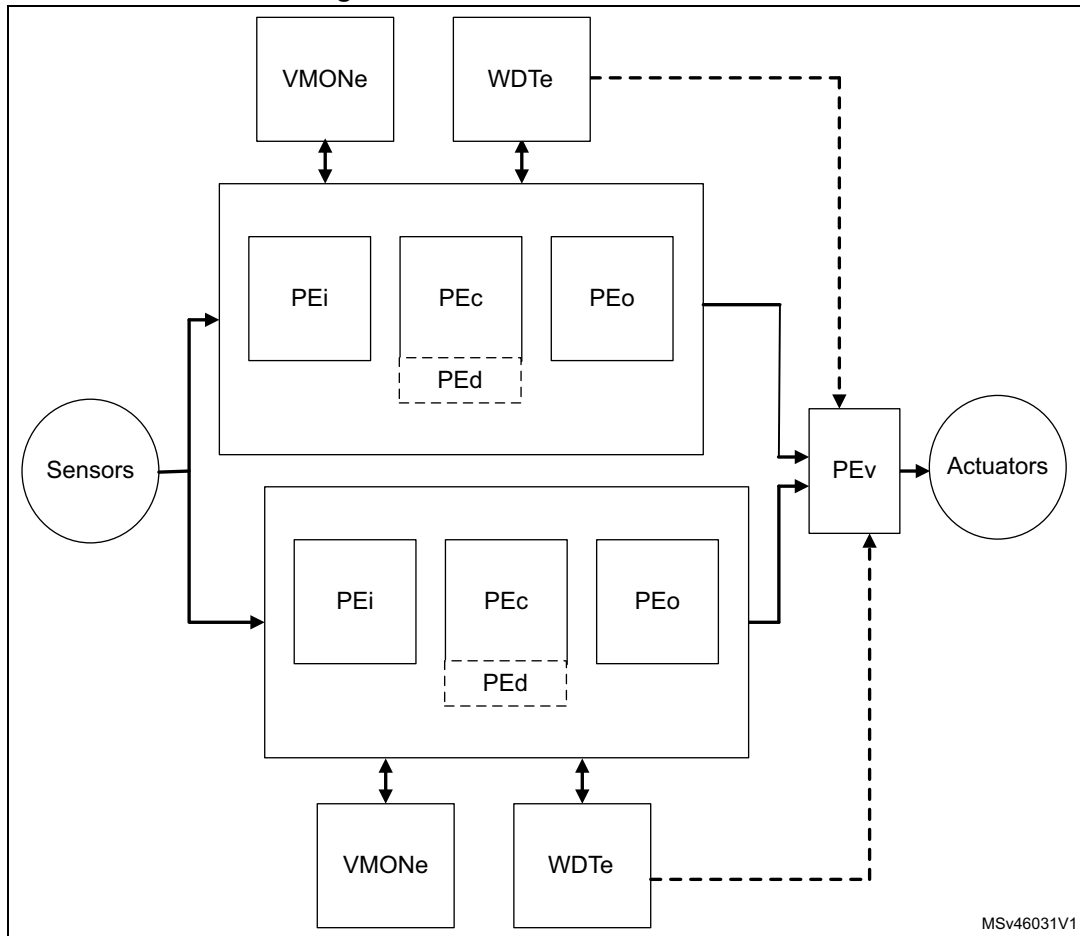 VMONe
WDTe
PEi
PEc
PEo
PEd
Sensors
PEv
Actuators
PEi
PEc
PEo
PEd
VMONe
WDTe
MSv46031V1